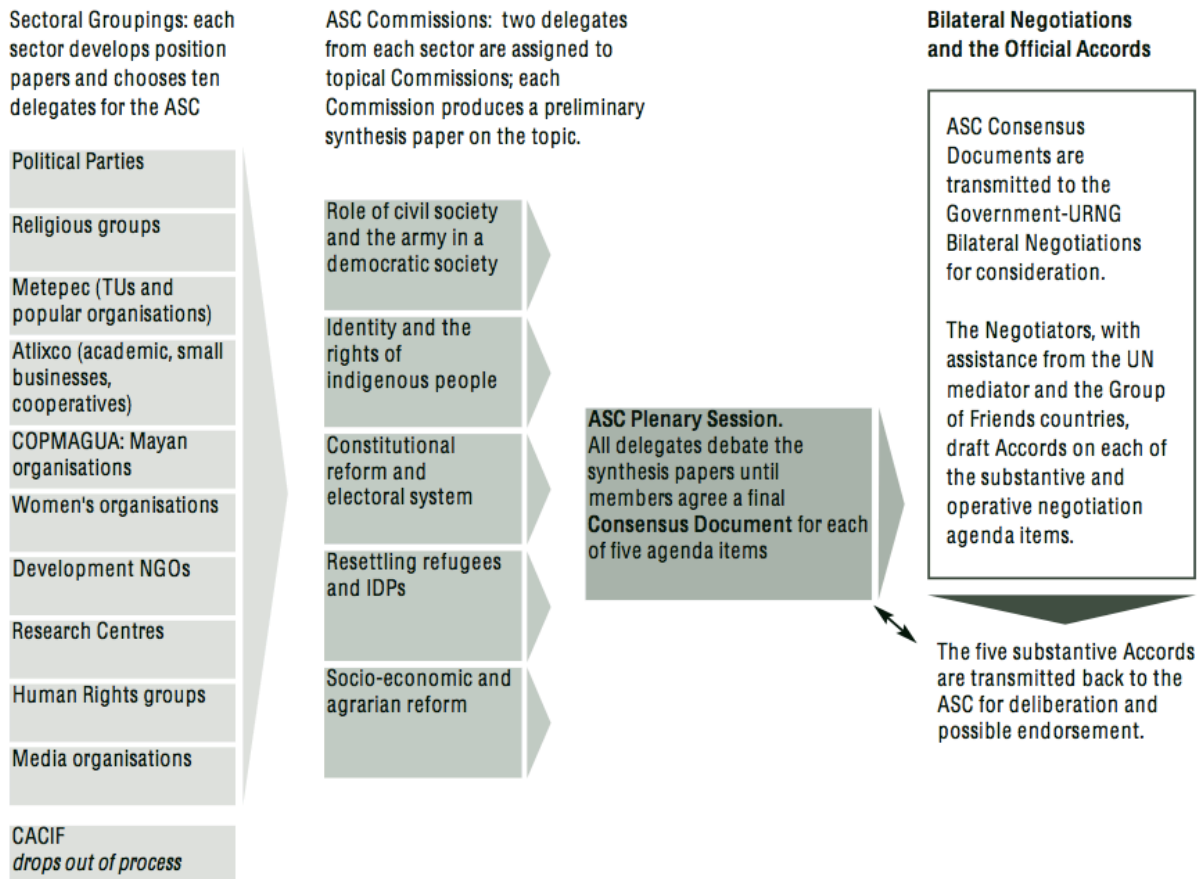 Sectoral Groupings: each
sector develops position
papers and chooses ten
delegates for the ASC
Political Parties
Religious groups
Metepec (TUs and
popular organisations)
Atlixco (academic, small
businesses,
cooperatives)
COPMAGUA: Mayan
organisations
Women's organisations
Development NGOs
Research Centres
Human Rights groups
Media organisations
CACIF
drops out of process
ASC Commissions: two delegates
from each sector are assigned to
topical Commissions; each
Commission produces a preliminary
synthesis paper on the topic.
Role of civil society
and the army in a
democratic society
Identity and the
rights of
indigenous people
Constitutional
reform and
electoral system
Resettling refugees
and IDPs
Socio-economic and
agrarian reform
ASC Plenary Session.
All delegates debate the
synthesis papers until
members agree a final
Consensus Document for each
of five agenda items
Bilateral Negotiations
and the Official Accords
ASC Consensus
Documents are
transmitted to the
Government-URNG
Bilateral Negotiations
for consideration.
The Negotiators, with
assistance from the UN
mediator and the Group
of Friends countries,
draft Accords on each of
the substantive and
operative negotiation
agenda items.
The five substantive Accords
are transmitted back to the
ASC for deliberation and
possible endorsement.